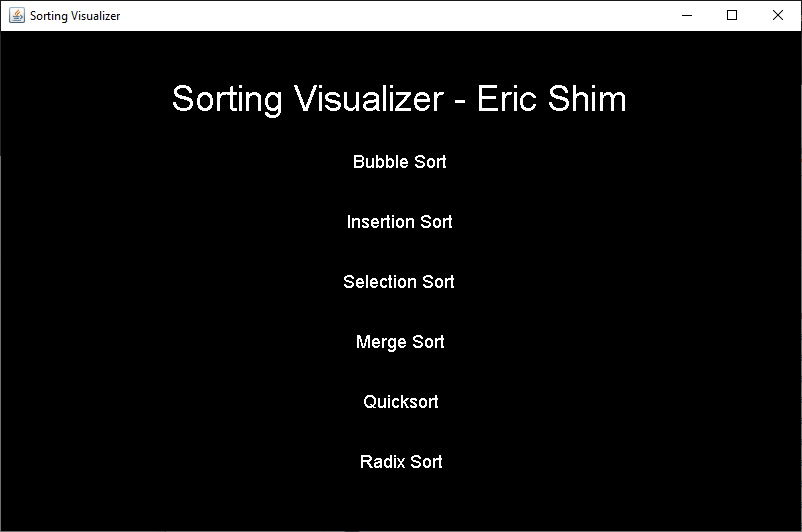 Sorting Visualizer
Sorting Visualizer - Eric Shim
Bubble Sort
Insertion Sort
Selection Sort
Merge Sort
Quicksort
Radix Sort